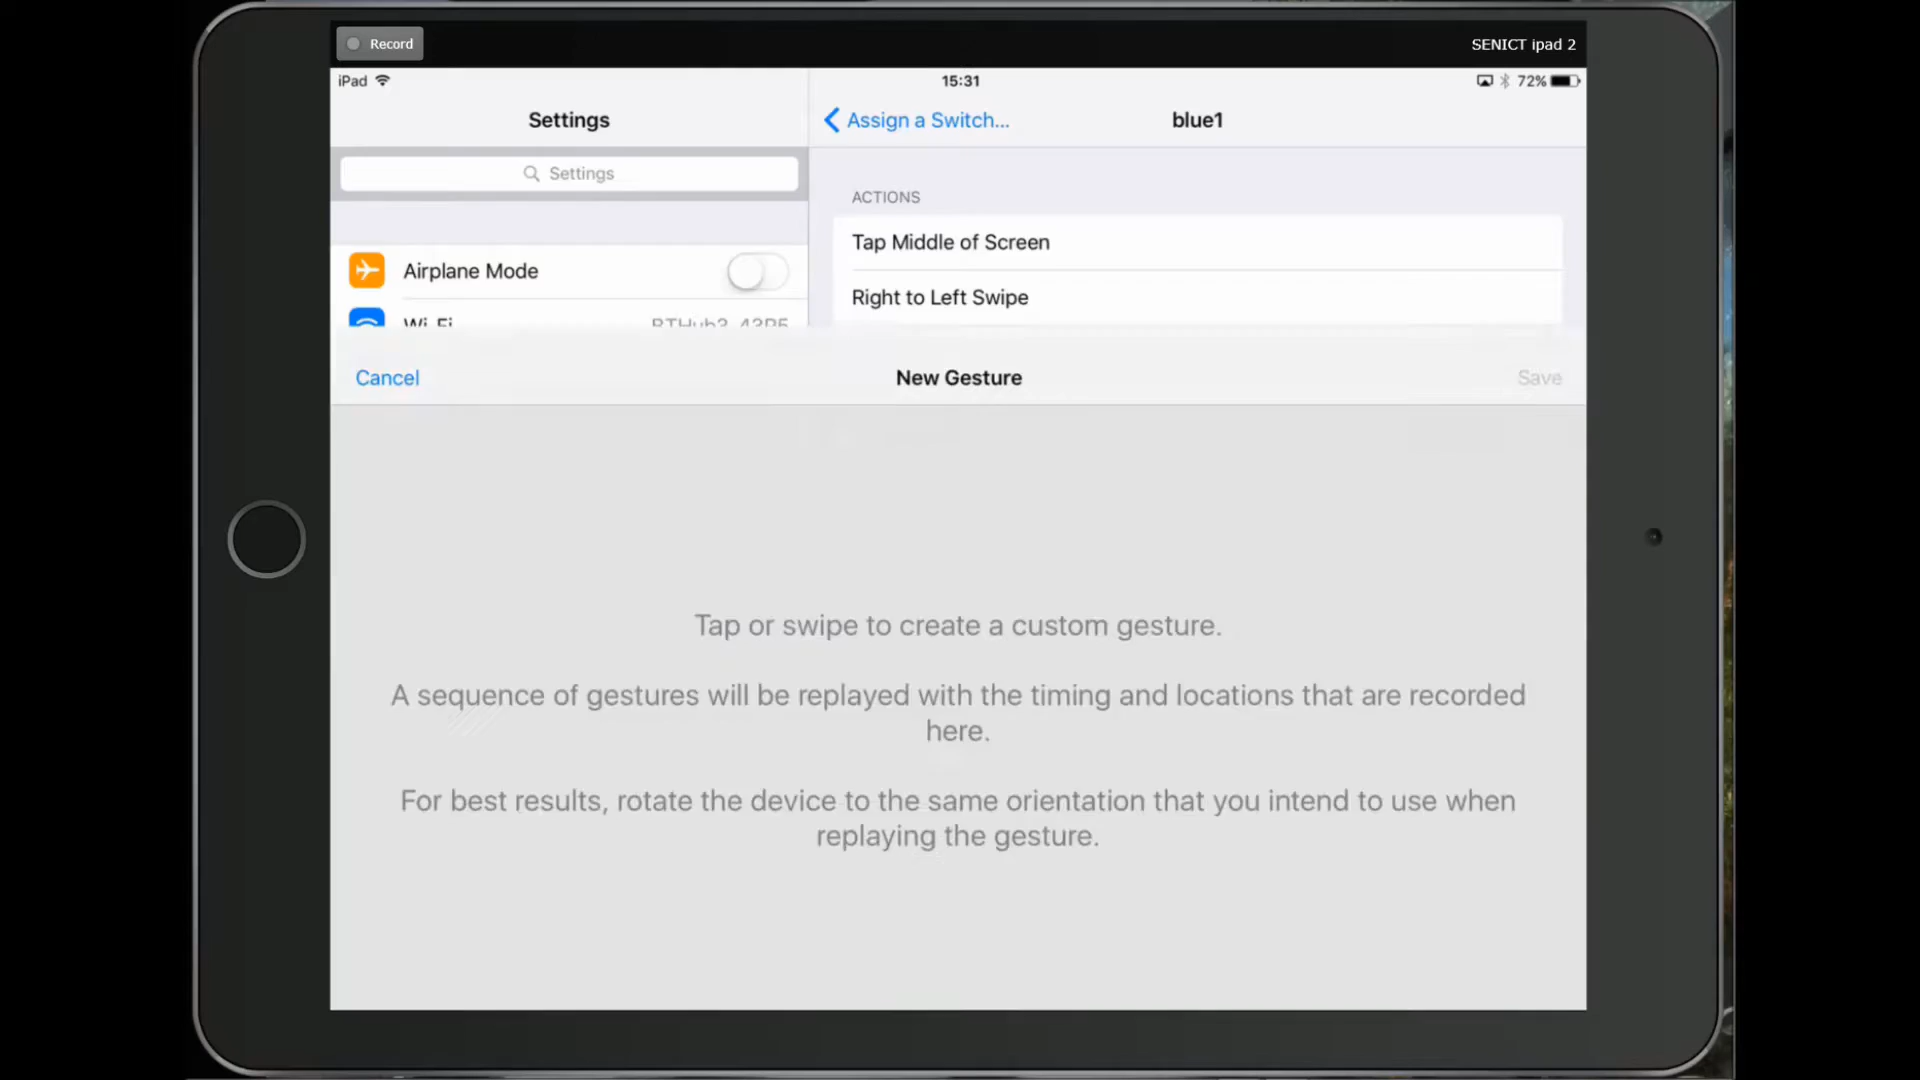 Record
SENICT ipad 2
iPad
15:31
72%
Settings
Assign a Switch...
blue1
Settings
ACTIONS
Tap Middle of Screen
Airplane Mode
Right to Left Swipe
Wi-Fi
Cancel
New Gesture
Save
Tap or swipe to create a custom gesture.
A sequence of gestures will be replayed with the timing and locations that are recorded
here.
For best results, rotate the device to the same orientation that you intend to use when
replaying the gesture.